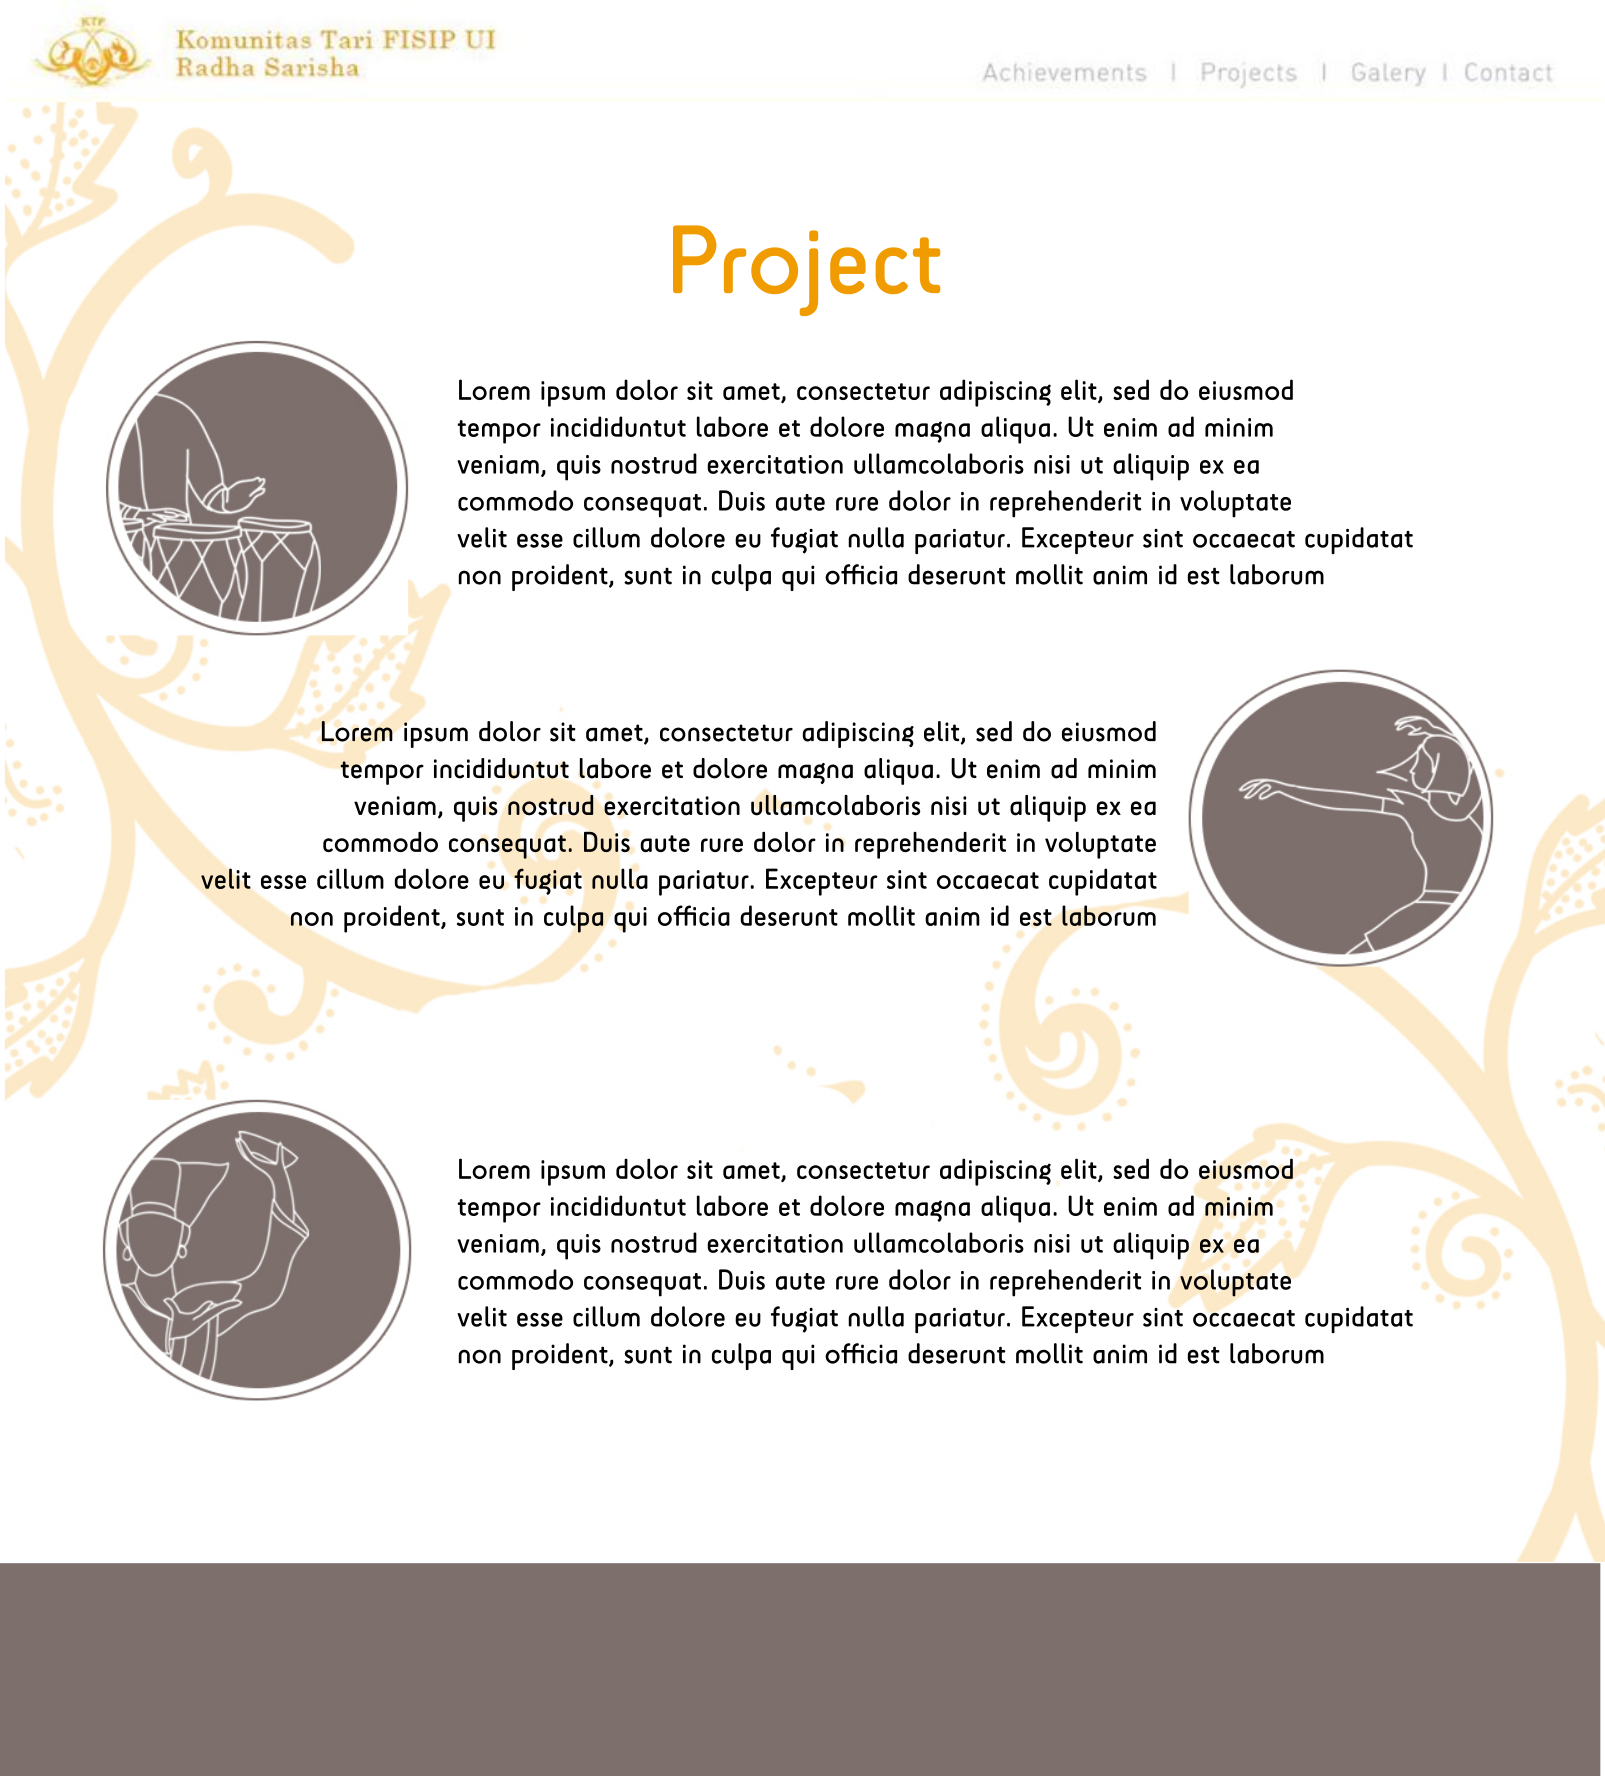 KTF
Komunitas Tari FISIP UI
Radha Sarisha
Achievements | Projects | Galery | Contact
Project
Lorem ipsum dolor sit amet, consectetur adipiscing elit, sed do eiusmod
tempor incididuntut labore et dolore magna aliqua. Ut enim ad minim
veniam, quis nostrud exercitation ullamcolaboris nisi ut aliquip ex ea
commodo consequat. Duis aute rure dolor in reprehenderit in voluptate
velit esse cillum dolore eu fugiat nulla pariatur. Excepteur sint occaecat cupidatat
non proident, sunt in culpa qui officia deserunt mollit anim id est laborum
Lorem ipsum dolor sit amet, consectetur adipiscing elit, sed do eiusmod
tempor incididuntut labore et dolore magna aliqua. Ut enim ad minim
veniam, quis nostrud exercitation ullamcolaboris nisi ut aliquip ex ea
commodo consequat. Duis aute rure dolor in reprehenderit in voluptate
velit esse cillum dolore eu fugiat nulla pariatur. Excepteur sint occaecat cupidatat
non proident, sunt in culpa qui officia deserunt mollit anim id est laborum
Lorem ipsum dolor sit amet, consectetur adipiscing elit, sed do eiusmod
tempor incididuntut labore et dolore magna aliqua. Ut enim ad minim
veniam, quis nostrud exercitation ullamcolaboris nisi ut aliquip ex ea
commodo consequat. Duis aute rure dolor in reprehenderit in voluptate
velit esse cillum dolore eu fugiat nulla pariatur. Excepteur sint occaecat cupidatat
non proident, sunt in culpa qui officia deserunt mollit anim id est laborum